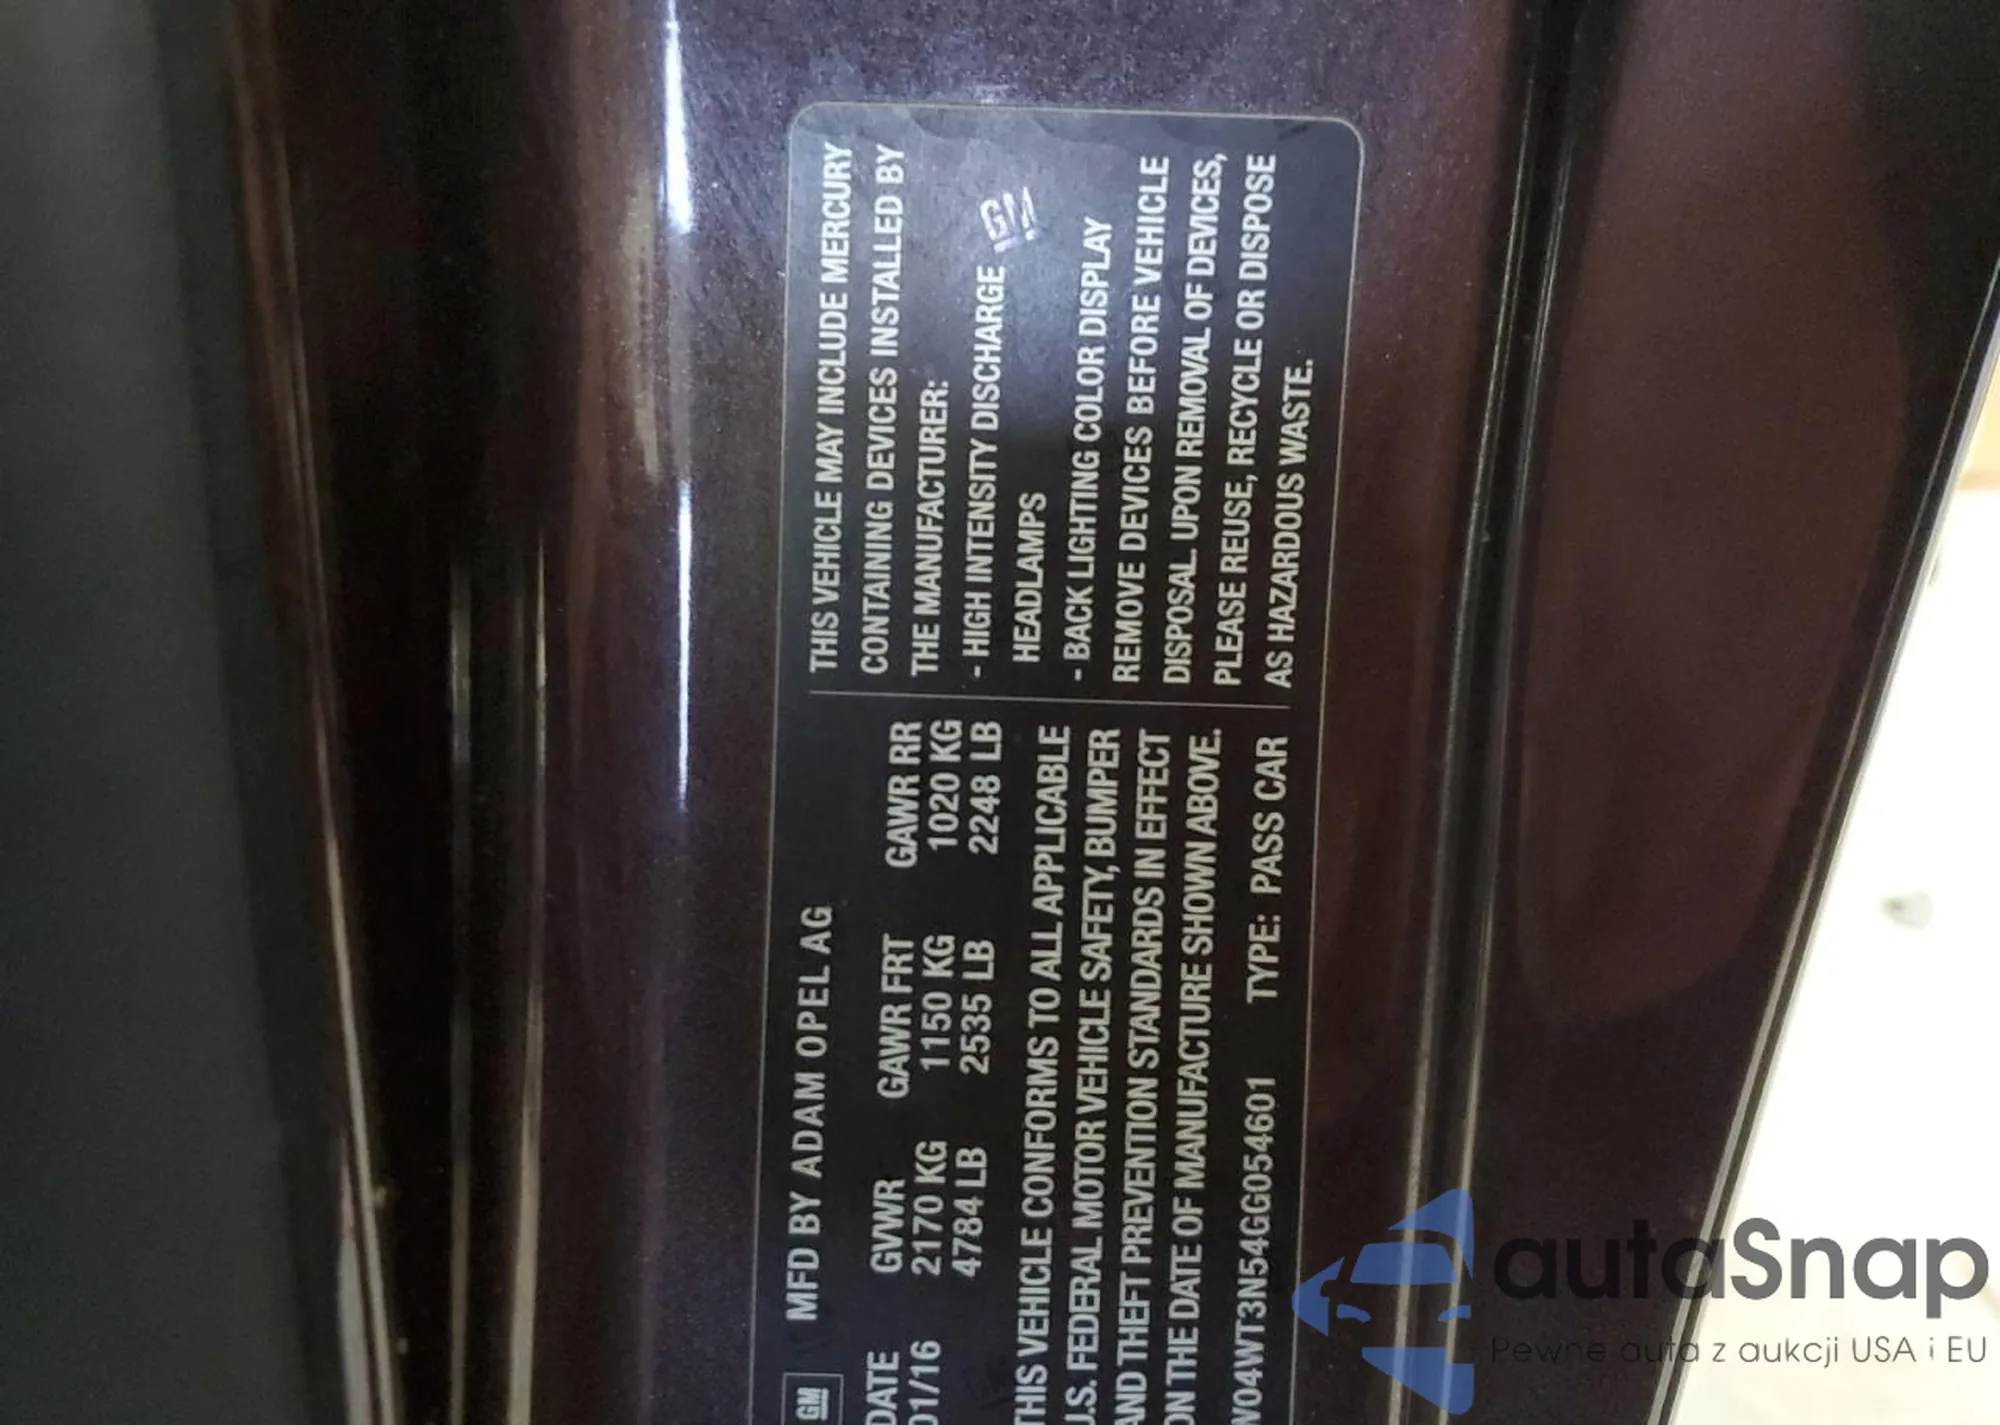 GM MFD BY ADAM OPEL AG
DATE GVWR GAWR FRT GAWR RR
01/16 2170 KG 1150 KG 1020 KG
4784 LB 2535 LB 2248 LB
THIS VEHICLE CONFORMS TO ALL APPLICABLE
U.S. FEDERAL MOTOR VEHICLE SAFETY, BUMPER
AND THEFT PREVENTION STANDARDS IN EFFECT
ON THE DATE OF MANUFACTURE SHOWN ABOVE.
W04WT3N54GG054601 TYPE: PASS CAR
THIS VEHICLE MAY INCLUDE MERCURY
CONTAINING DEVICES INSTALLED BY
THE MANUFACTURER:
- HIGH INTENSITY DISCHARGE
HEADLAMPS
- BACK LIGHTING COLOR DISPLAY
REMOVE DEVICES BEFORE VEHICLE
DISPOSAL. UPON REMOVAL OF DEVICES,
PLEASE REUSE, RECYCLE OR DISPOSE
AS HAZARDOUS WASTE.
GM
autaSnap
Pewne auta z aukcji USA i EU